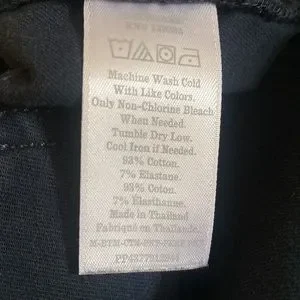 Machine Wash Cold
With Like Colors.
Only Non-Chlorine Bleach
When Needed.
Tumble Dry Low.
Cool Iron if Needed.
93% Cotton.
7% Elastane.
93% Coton.
7% Elasthanne.
Made in Thailand
Fabriqué en Thaïlande